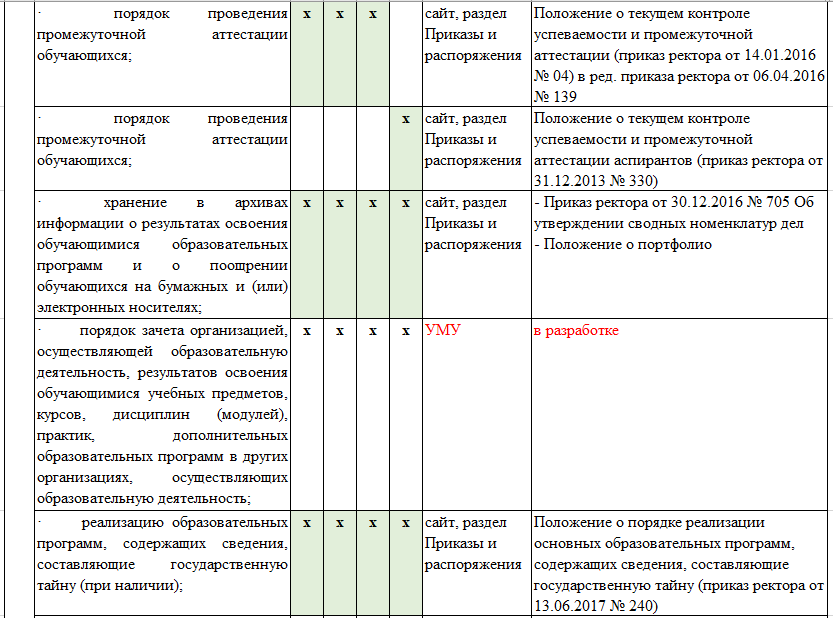 · порядок проведения
промежуточной аттестации
обучающихся;
х х х
сайт, раздел
Приказы и
распоряжения
Положение о текущем контроле
успеваемости и промежуточной
аттестации (приказ ректора от 14.01.2016
№ 04) в ред. приказа ректора от 06.04.2016
№ 139
· порядок проведения
промежуточной аттестации
обучающихся;
х
сайт, раздел
Приказы и
распоряжения
Положение о текущем контроле
успеваемости и промежуточной
аттестации аспирантов (приказ ректора от
31.12.2013 № 330)
· хранение в архивах
информации о результатах освоения
обучающимися образовательных
программ и о поощрении
обучающихся на бумажных и (или)
электронных носителях;
х х х х
сайт, раздел
Приказы и
распоряжения
- Приказ ректора от 30.12.2016 № 705 Об
утверждении сводных номенклатур дел
- Положение о портфолио
· порядок зачета организацией,
осуществляющей образовательную
деятельность, результатов освоения
обучающимися учебных предметов,
курсов, дисциплин (модулей),
практик, дополнительных
образовательных программ в других
организациях, осуществляющих
образовательную деятельность;
х х х х
УМУ
в разработке
· реализацию образовательных
программ, содержащих сведения,
составляющие государственную
тайну (при наличии);
х х х х
сайт, раздел
Приказы и
распоряжения
Положение о порядке реализации
основных образовательных программ,
содержащих сведения, составляющие
государственную тайну (приказ ректора от
13.06.2017 № 240)